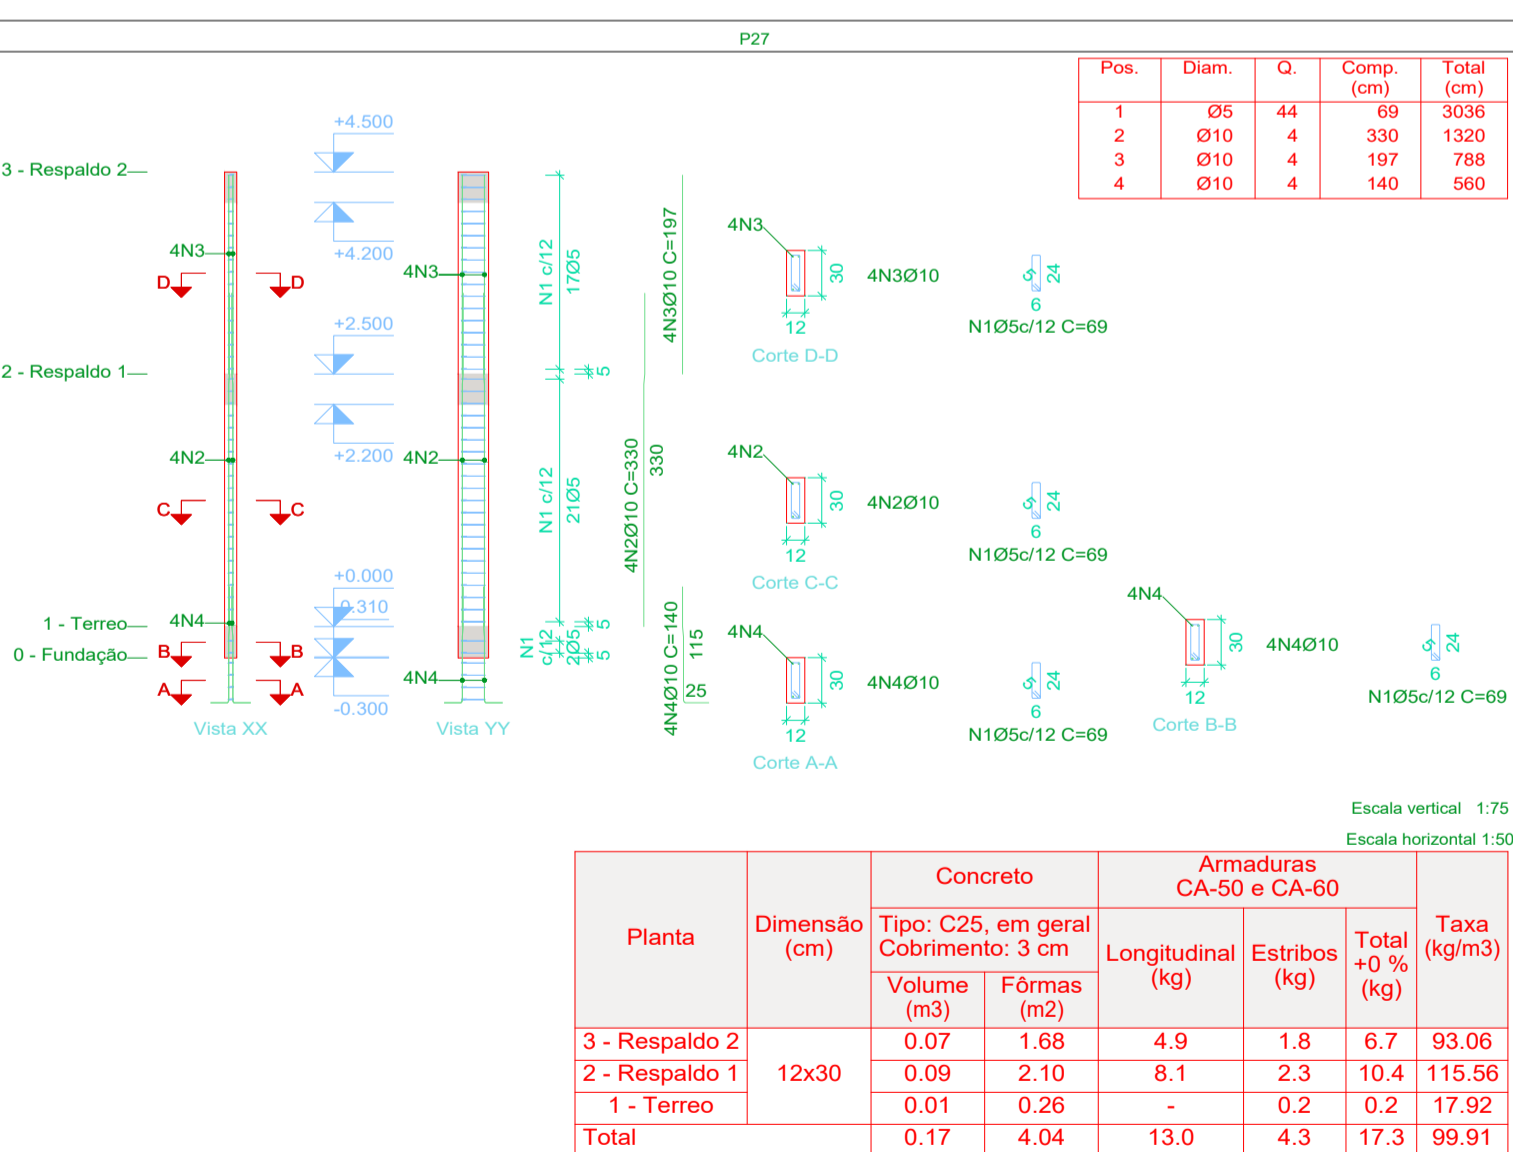 P27
Pos. Diam. Q. Comp. (cm) Total (cm)
1 Ø5 44 69 3036
2 Ø10 4 330 1320
3 Ø10 4 197 788
4 Ø10 4 140 560
+4.500
3 - Respaldo 2
4N3
+4.200
D D
4N3
N1 c/12
17Ø5
4N3Ø10 C=197
4N3
30
12
Corte D-D
4N3Ø10
5
24
6
N1Ø5c/12 C=69
+2.500
2 - Respaldo 1
5
+2.200
4N2
4N2
C C
N1 c/12
21Ø5
4N2Ø10 C=330
330
4N2
30
12
Corte C-C
4N2Ø10
5
24
6
N1Ø5c/12 C=69
+0.000
0.310
1 - Terreo
4N4
0 - Fundação
B B
A A
4N4
-0.300
Vista XX
Vista YY
N1
c/12
2Ø5
5
5
4N4Ø10 C=140
115
25
4N4
30
12
Corte A-A
4N4Ø10
5
24
6
N1Ø5c/12 C=69
4N4
30
12
Corte B-B
4N4Ø10
5
24
6
N1Ø5c/12 C=69
Escala vertical 1:75
Escala horizontal 1:50
Planta
Dimensão
(cm)
Concreto
Tipo: C25, em geral
Cobrimento: 3 cm
Volume
(m3)
Fôrmas
(m2)
Armaduras
CA-50 e CA-60
Longitudinal
(kg)
Estribos
(kg)
Total
+0 %
(kg)
Taxa
(kg/m3)
3 - Respaldo 2 0.07 1.68 4.9 1.8 6.7 93.06
2 - Respaldo 1 12x30 0.09 2.10 8.1 2.3 10.4 115.56
1 - Terreo 0.01 0.26 - 0.2 0.2 17.92
Total 0.17 4.04 13.0 4.3 17.3 99.91